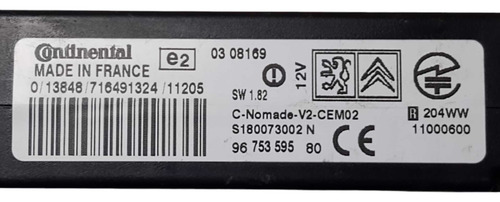 Continental
e2
03 08169
MADE IN FRANCE
12V
0/13848/716491324/11205
SW 1.82
C-Nomade-V2-CEM02
R 204WW
S180073002 N
11000600
96 753 595 80
CE